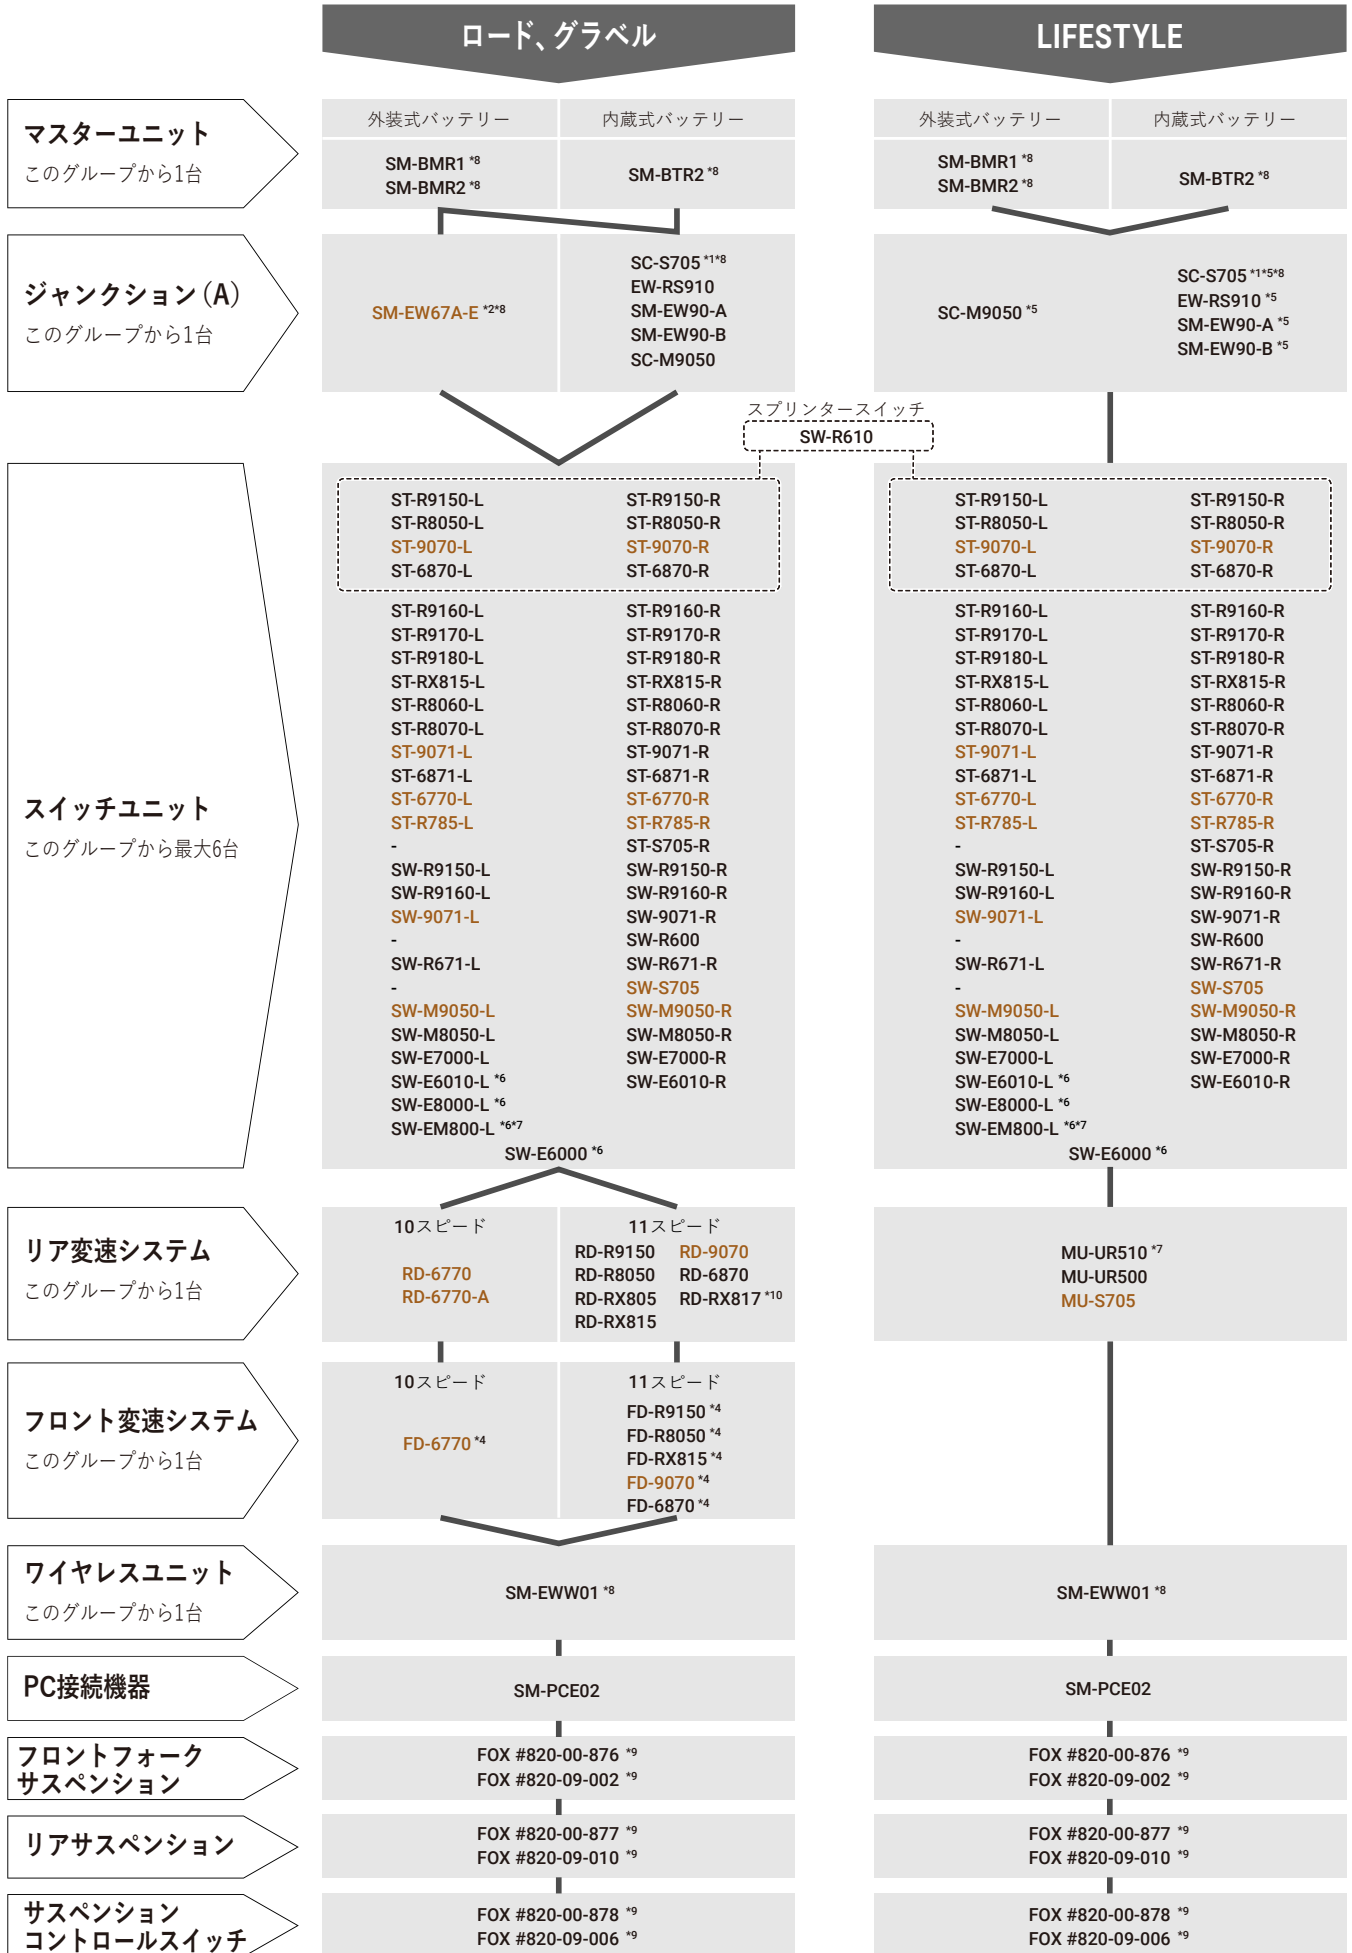 ロード、グラベル
LIFESTYLE
マスターユニット
このグループから1台
外装式バッテリー
内蔵式バッテリー
SM-BMR1 *8
SM-BMR2 *8
SM-BTR2 *8
外装式バッテリー
内蔵式バッテリー
SM-BMR1 *8
SM-BMR2 *8
SM-BTR2 *8
ジャンクション(A)
このグループから1台
SM-EW67A-E *2*8
SC-S705 *1*8
EW-RS910
SM-EW90-A
SM-EW90-B
SC-M9050
SC-M9050 *5
SC-S705 *1*5*8
EW-RS910 *5
SM-EW90-A *5
SM-EW90-B *5
スプリンタースイッチ
SW-R610
スイッチユニット
このグループから最大6台
ST-R9150-L ST-R9150-R
ST-R8050-L ST-R8050-R
ST-9070-L ST-9070-R
ST-6870-L ST-6870-R
ST-R9160-L ST-R9160-R
ST-R9170-L ST-R9170-R
ST-R9180-L ST-R9180-R
ST-RX815-L ST-RX815-R
ST-R8060-L ST-R8060-R
ST-R8070-L ST-R8070-R
ST-9071-L ST-9071-R
ST-6871-L ST-6871-R
ST-6770-L ST-6770-R
ST-R785-L ST-R785-R
- ST-S705-R
SW-R9150-L SW-R9150-R
SW-R9160-L SW-R9160-R
SW-9071-L SW-9071-R
- SW-R600
SW-R671-L SW-R671-R
- SW-S705
SW-M9050-L SW-M9050-R
SW-M8050-L SW-M8050-R
SW-E7000-L SW-E7000-R
SW-E6010-L *6 SW-E6010-R
SW-E8000-L *6
SW-EM800-L *6*7
SW-E6000 *6
ST-R9150-L ST-R9150-R
ST-R8050-L ST-R8050-R
ST-9070-L ST-9070-R
ST-6870-L ST-6870-R
ST-R9160-L ST-R9160-R
ST-R9170-L ST-R9170-R
ST-R9180-L ST-R9180-R
ST-RX815-L ST-RX815-R
ST-R8060-L ST-R8060-R
ST-R8070-L ST-R8070-R
ST-9071-L ST-9071-R
ST-6871-L ST-6871-R
ST-6770-L ST-6770-R
ST-R785-L ST-R785-R
- ST-S705-R
SW-R9150-L SW-R9150-R
SW-R9160-L SW-R9160-R
SW-9071-L SW-9071-R
- SW-R600
SW-R671-L SW-R671-R
- SW-S705
SW-M9050-L SW-M9050-R
SW-M8050-L SW-M8050-R
SW-E7000-L SW-E7000-R
SW-E6010-L *6 SW-E6010-R
SW-E8000-L *6
SW-EM800-L *6*7
SW-E6000 *6
リア変速システム
このグループから1台
10スピード
RD-6770
RD-6770-A
11スピード
RD-R9150 RD-9070
RD-R8050 RD-6870
RD-RX805 RD-RX817 *10
RD-RX815
MU-UR510 *7
MU-UR500
MU-S705
フロント変速システム
このグループから1台
10スピード
FD-6770 *4
11スピード
FD-R9150 *4
FD-R8050 *4
FD-RX815 *4
FD-9070 *4
FD-6870 *4
ワイヤレスユニット
このグループから1台
SM-EWW01 *8
SM-EWW01 *8
PC接続機器
SM-PCE02
SM-PCE02
フロントフォーク
サスペンション
FOX #820-00-876 *9
FOX #820-09-002 *9
FOX #820-00-876 *9
FOX #820-09-002 *9
リアサスペンション
FOX #820-00-877 *9
FOX #820-09-010 *9
FOX #820-00-877 *9
FOX #820-09-010 *9
サスペンション
コントロールスイッチ
FOX #820-00-878 *9
FOX #820-09-006 *9
FOX #820-00-878 *9
FOX #820-09-006 *9